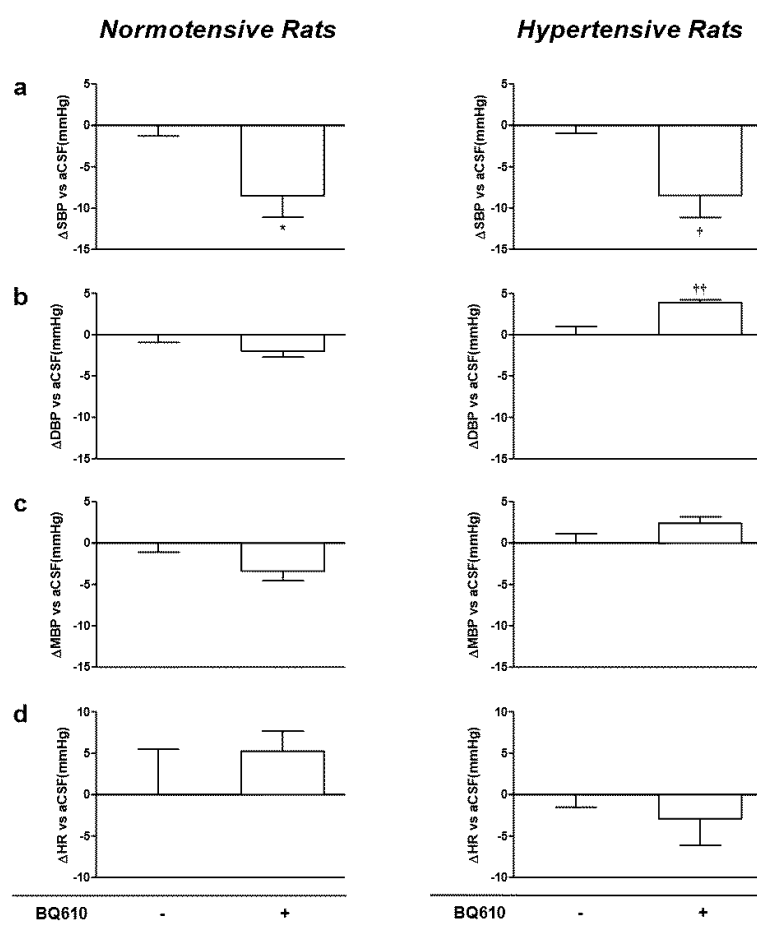 Normotensive Rats
Hypertensive Rats
a
ΔSBP vs aCSF(mmHg)
5
0
-5
-10
-15
*
ΔSBP vs aCSF(mmHg)
5
0
-5
-10
-15
†
b
ΔDBP vs aCSF(mmHg)
5
0
-5
-10
-15
ΔDBP vs aCSF(mmHg)
5
0
-5
-10
-15
††
c
ΔMBP vs aCSF(mmHg)
5
0
-5
-10
-15
ΔMBP vs aCSF(mmHg)
5
0
-5
-10
-15
d
ΔHR vs aCSF(mmHg)
10
5
0
-5
-10
ΔHR vs aCSF(mmHg)
10
5
0
-5
-10
BQ610 - +
BQ610 - +